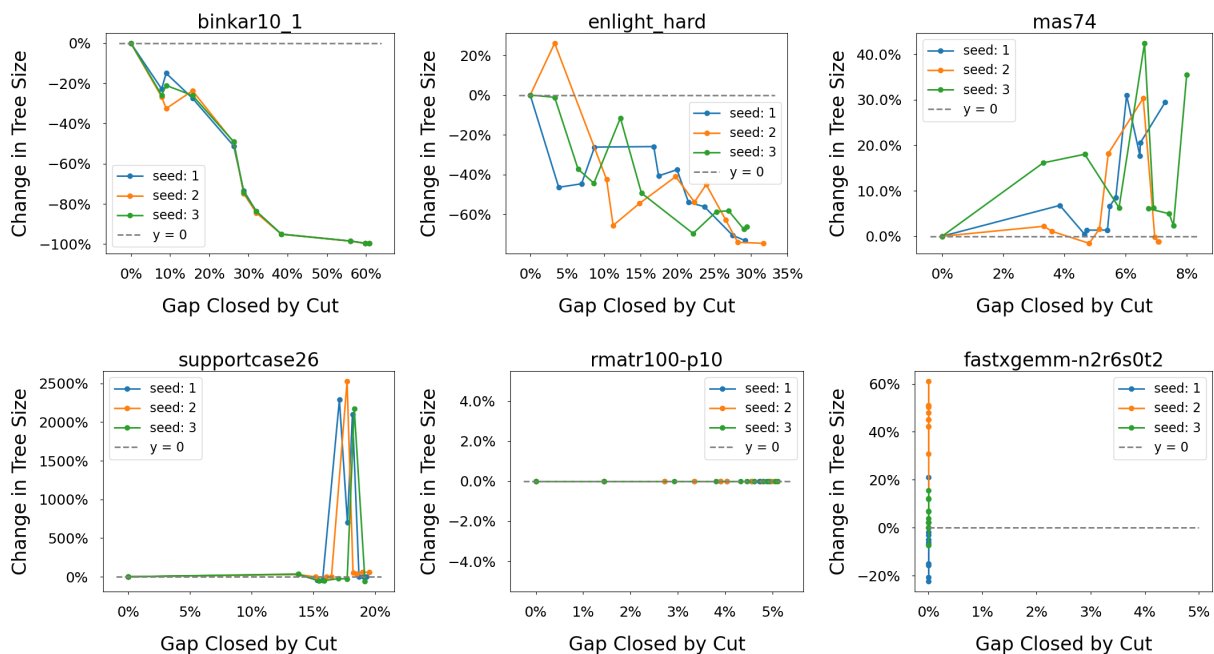 binkar10_1
Change in Tree Size
0%
−20%
−40%
−60%
−80%
−100%
seed: 1
seed: 2
seed: 3
y = 0
0% 10% 20% 30% 40% 50% 60%
Gap Closed by Cut
enlight_hard
Change in Tree Size
40%
20%
0%
−20%
−40%
−60%
seed: 1
seed: 2
seed: 3
y = 0
0% 5% 10% 15% 20% 25% 30% 35%
Gap Closed by Cut
mas74
Change in Tree Size
40.0%
30.0%
20.0%
10.0%
0.0%
seed: 1
seed: 2
seed: 3
y = 0
0% 2% 4% 6% 8%
Gap Closed by Cut
supportcase26
Change in Tree Size
2500%
2000%
1500%
1000%
500%
0%
seed: 1
seed: 2
seed: 3
y = 0
0% 5% 10% 15% 20%
Gap Closed by Cut
rmatr100-p10
Change in Tree Size
4.0%
2.0%
0.0%
−2.0%
−4.0%
seed: 1
seed: 2
seed: 3
y = 0
0% 1% 2% 3% 4% 5%
Gap Closed by Cut
fastxgemm-n2r6s0t2
Change in Tree Size
60%
40%
20%
0%
−20%
seed: 1
seed: 2
seed: 3
y = 0
0% 1% 2% 3% 4% 5%
Gap Closed by Cut